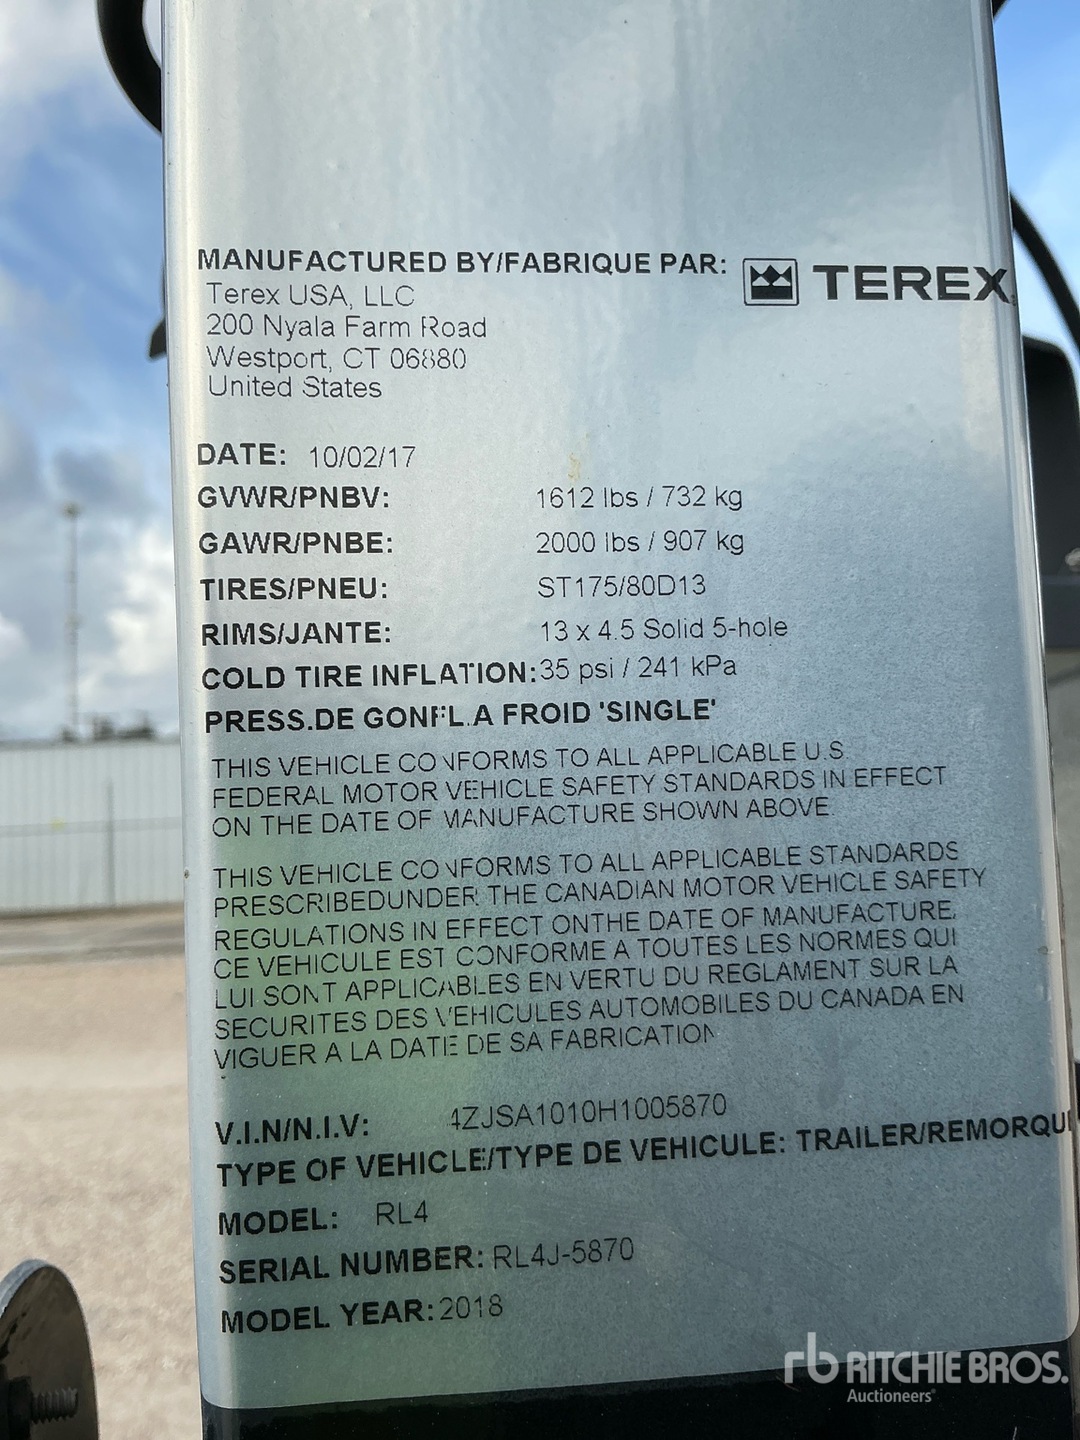 MANUFACTURED BY/FABRIQUE PAR:
TEREX
Terex USA, LLC
200 Nyala Farm Road
Westport, CT 06880
United States
DATE: 10/02/17
GVWR/PNBV: 1612 lbs / 732 kg
GAWR/PNBE: 2000 lbs / 907 kg
TIRES/PNEU: ST175/80D13
RIMS/JANTE: 13 x 4.5 Solid 5-hole
COLD TIRE INFLATION: 35 psi / 241 kPa
PRESS.DE GONFL.A FROID 'SINGLE'
THIS VEHICLE CONFORMS TO ALL APPLICABLE U.S.
FEDERAL MOTOR VEHICLE SAFETY STANDARDS IN EFFECT
ON THE DATE OF MANUFACTURE SHOWN ABOVE.
THIS VEHICLE CONFORMS TO ALL APPLICABLE STANDARDS
PRESCRIBEDUNDER THE CANADIAN MOTOR VEHICLE SAFETY
REGULATIONS IN EFFECT ONTHE DATE OF MANUFACTURE.
CE VEHICULE EST CONFORME A TOUTES LES NORMES QUI
LUI SONT APPLICABLES EN VERTU DU REGLAMENT SUR LA
SECURITES DES VEHICULES AUTOMOBILES DU CANADA EN
VIGUER A LA DATE DE SA FABRICATION
V.I.N/N.I.V: 4ZJSA1010H1005870
TYPE OF VEHICLE/TYPE DE VEHICULE: TRAILER/REMORQU
MODEL: RL4
SERIAL NUMBER: RL4J-5870
MODEL YEAR: 2018
rb RITCHIE BROS.
Auctioneers